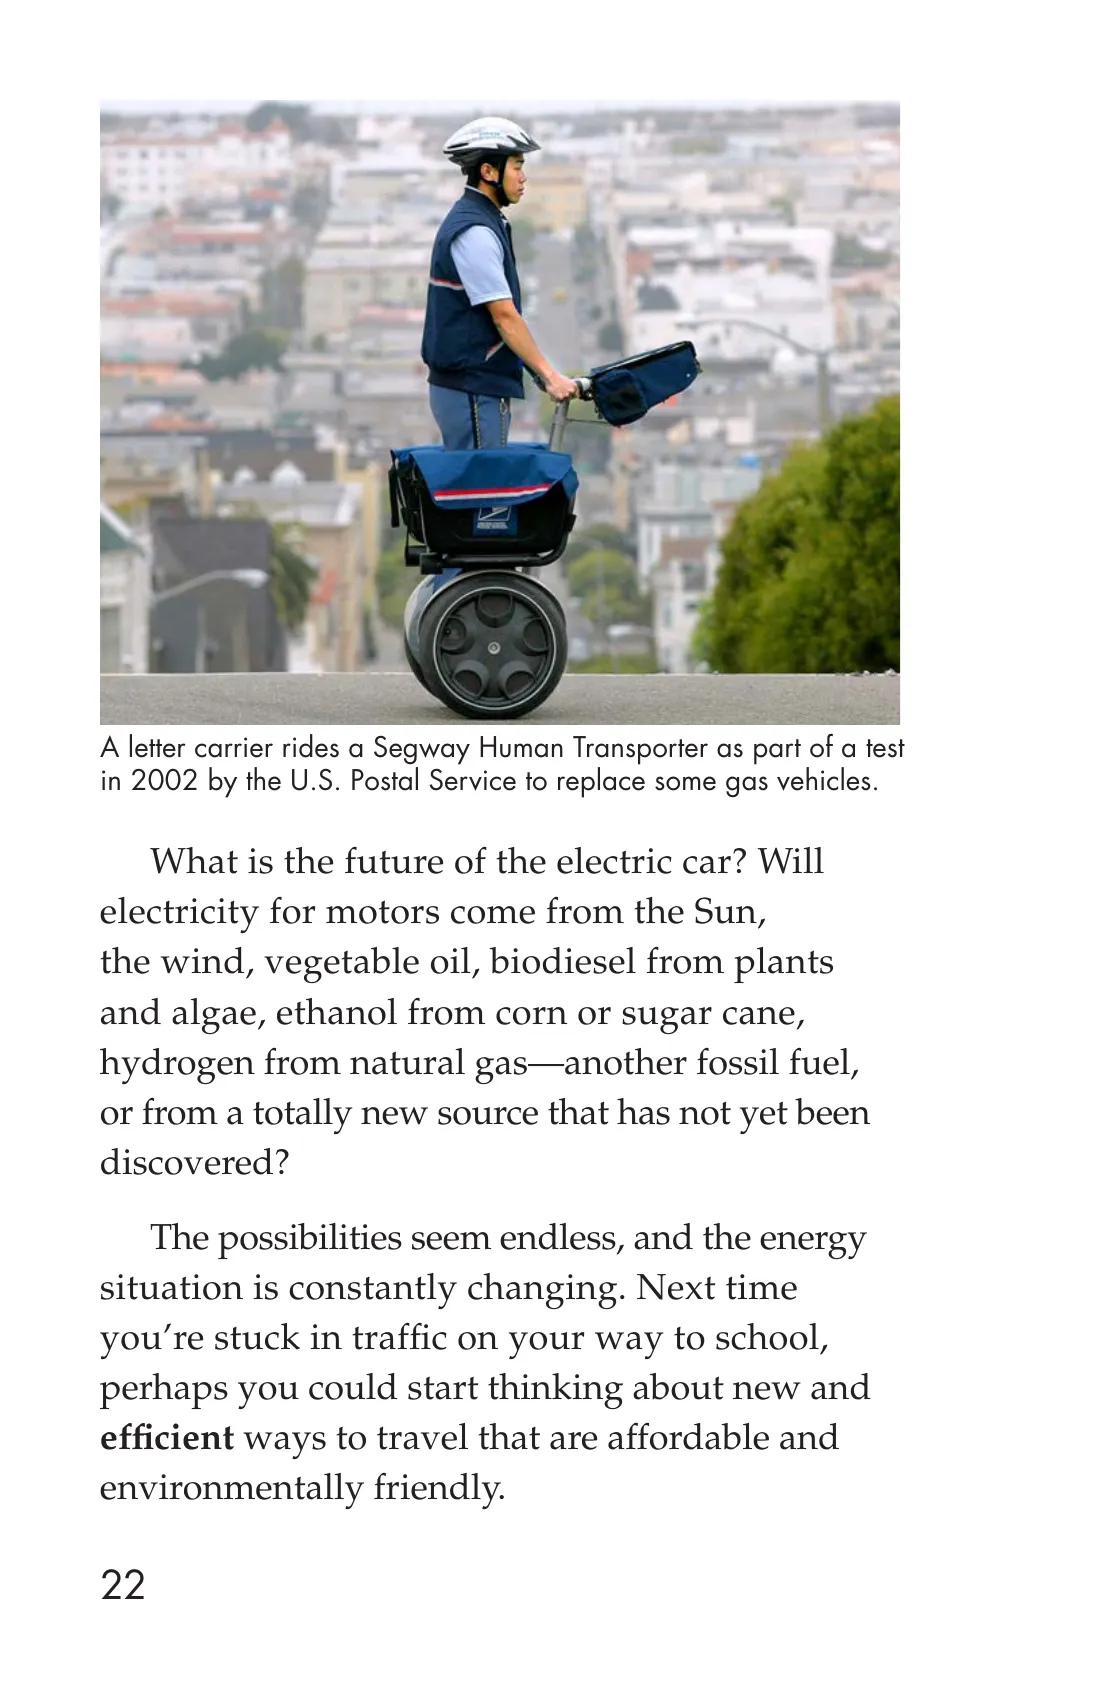 A letter carrier rides a Segway Human Transporter as part of a test
in 2002 by the U.S. Postal Service to replace some gas vehicles.
What is the future of the electric car? Will
electricity for motors come from the Sun,
the wind, vegetable oil, biodiesel from plants
and algae, ethanol from corn or sugar cane,
hydrogen from natural gas—another fossil fuel,
or from a totally new source that has not yet been
discovered?
The possibilities seem endless, and the energy
situation is constantly changing. Next time
you’re stuck in traffic on your way to school,
perhaps you could start thinking about new and
efficient ways to travel that are affordable and
environmentally friendly.
22